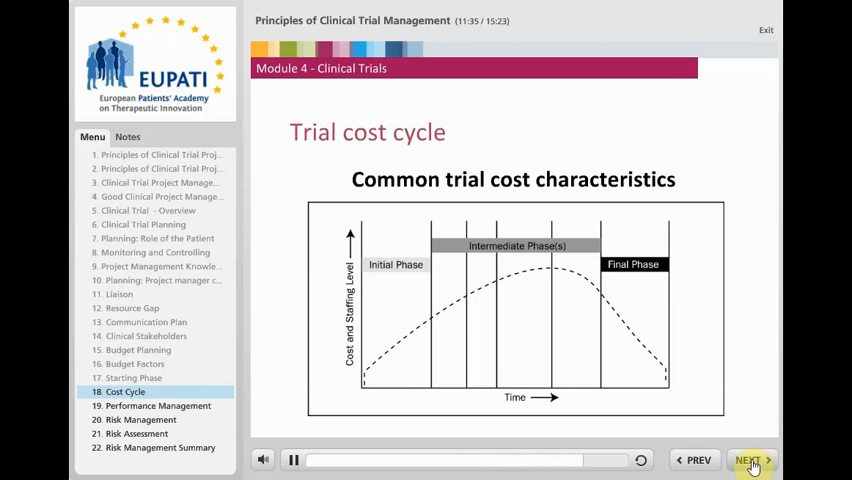 Principles of Clinical Trial Management (11:35 / 15:23)
Exit
EUPATI
European Patients' Academy
on Therapeutic Innovation
Module 4 - Clinical Trials
Menu Notes
1. Principles of Clinical Trial Proj...
2. Principles of Clinical Trial Proj...
3. Clinical Trial Project Manage...
4. Good Clinical Project Manage...
5. Clinical Trial - Overview
6. Clinical Trial Planning
7. Planning: Role of the Patient
8. Monitoring and Controlling
9. Project Management Knowle...
10. Planning: Project manager c...
11. Liaison
12. Resource Gap
13. Communication Plan
14. Clinical Stakeholders
15. Budget Planning
16. Budget Factors
17. Starting Phase
18. Cost Cycle
19. Performance Management
20. Risk Management
21. Risk Assessment
22. Risk Management Summary
Trial cost cycle
Common trial cost characteristics
Intermediate Phase(s)
Initial Phase
Final Phase
Cost and Staffing Level
Time
PREV
NEXT